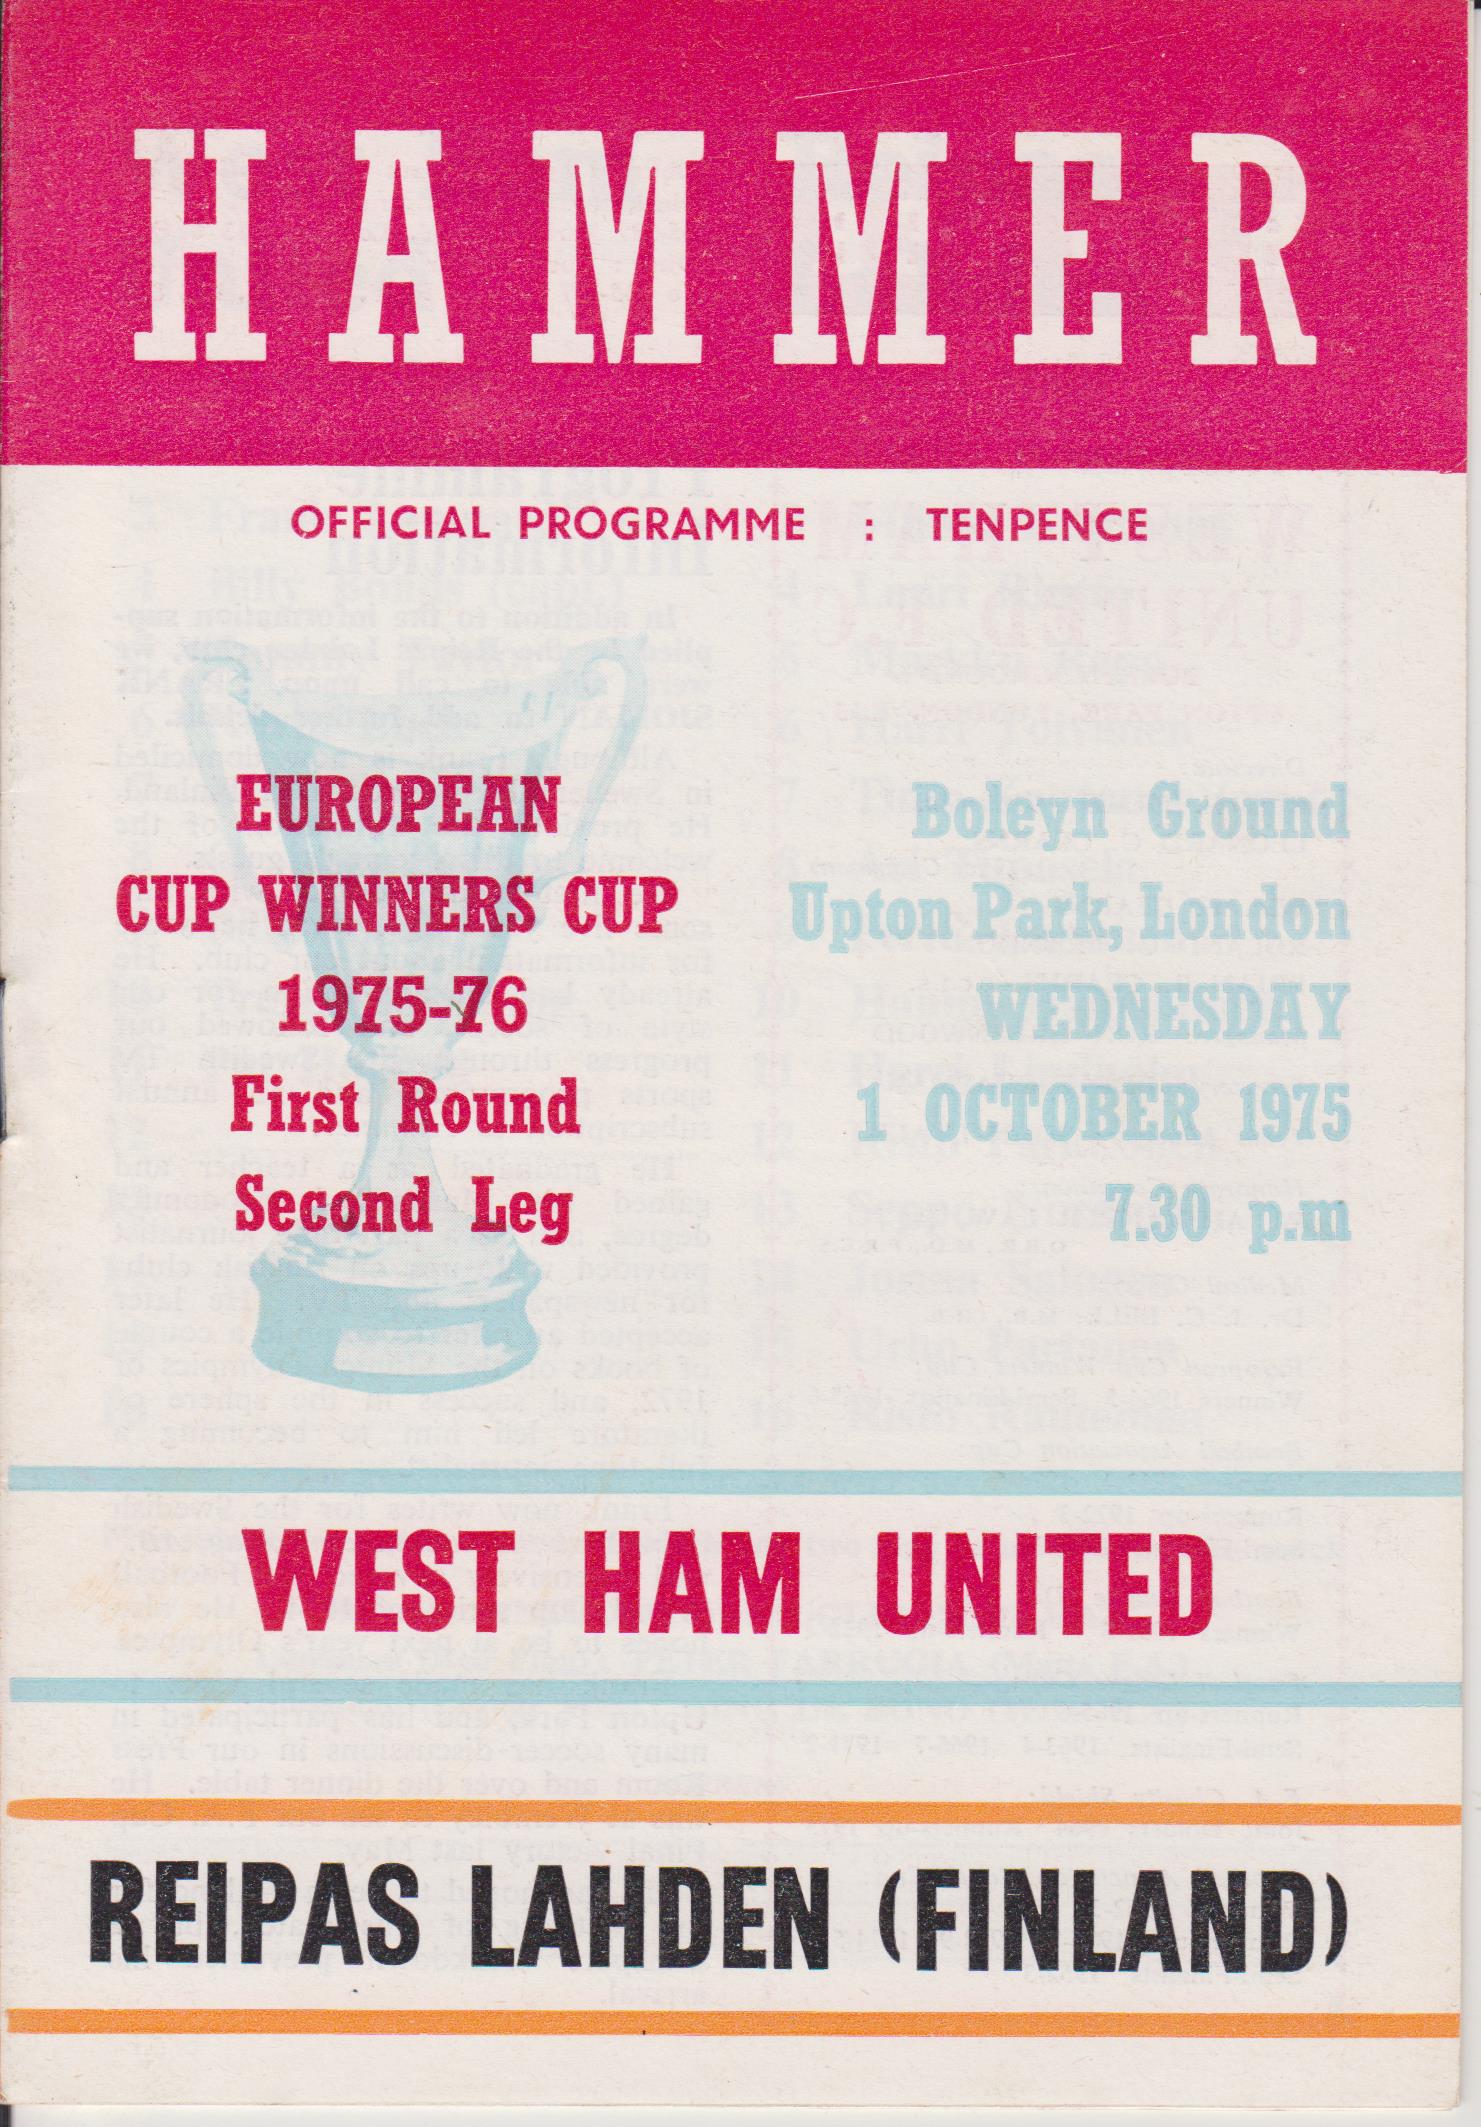 HAMMER
OFFICIAL PROGRAMME : TENPENCE
EUROPEAN
CUP WINNERS CUP
1975-76
First Round
Second Leg
Boleyn Ground
Upton Park, London
WEDNESDAY
1 OCTOBER 1975
7.30 p.m
WEST HAM UNITED
REIPAS LAHDEN (FINLAND)